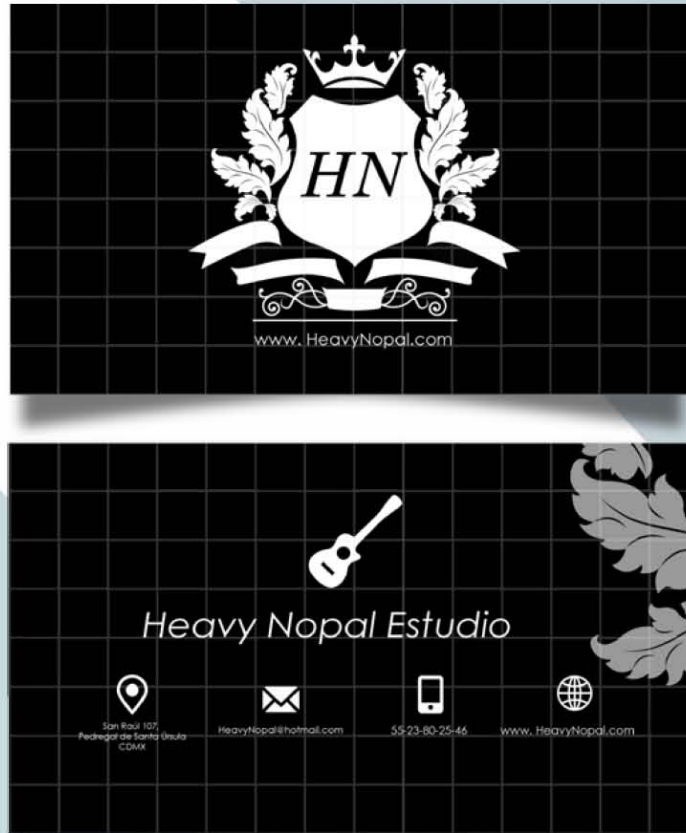 HN
www. HeavyNopal.com
Heavy Nopal Estudio
San Raúl 107,
Pedregal de Santa Úrsula
CDMX
HeavyNopal@hotmail.com
55-23-80-25-46
www. HeavyNopal.com